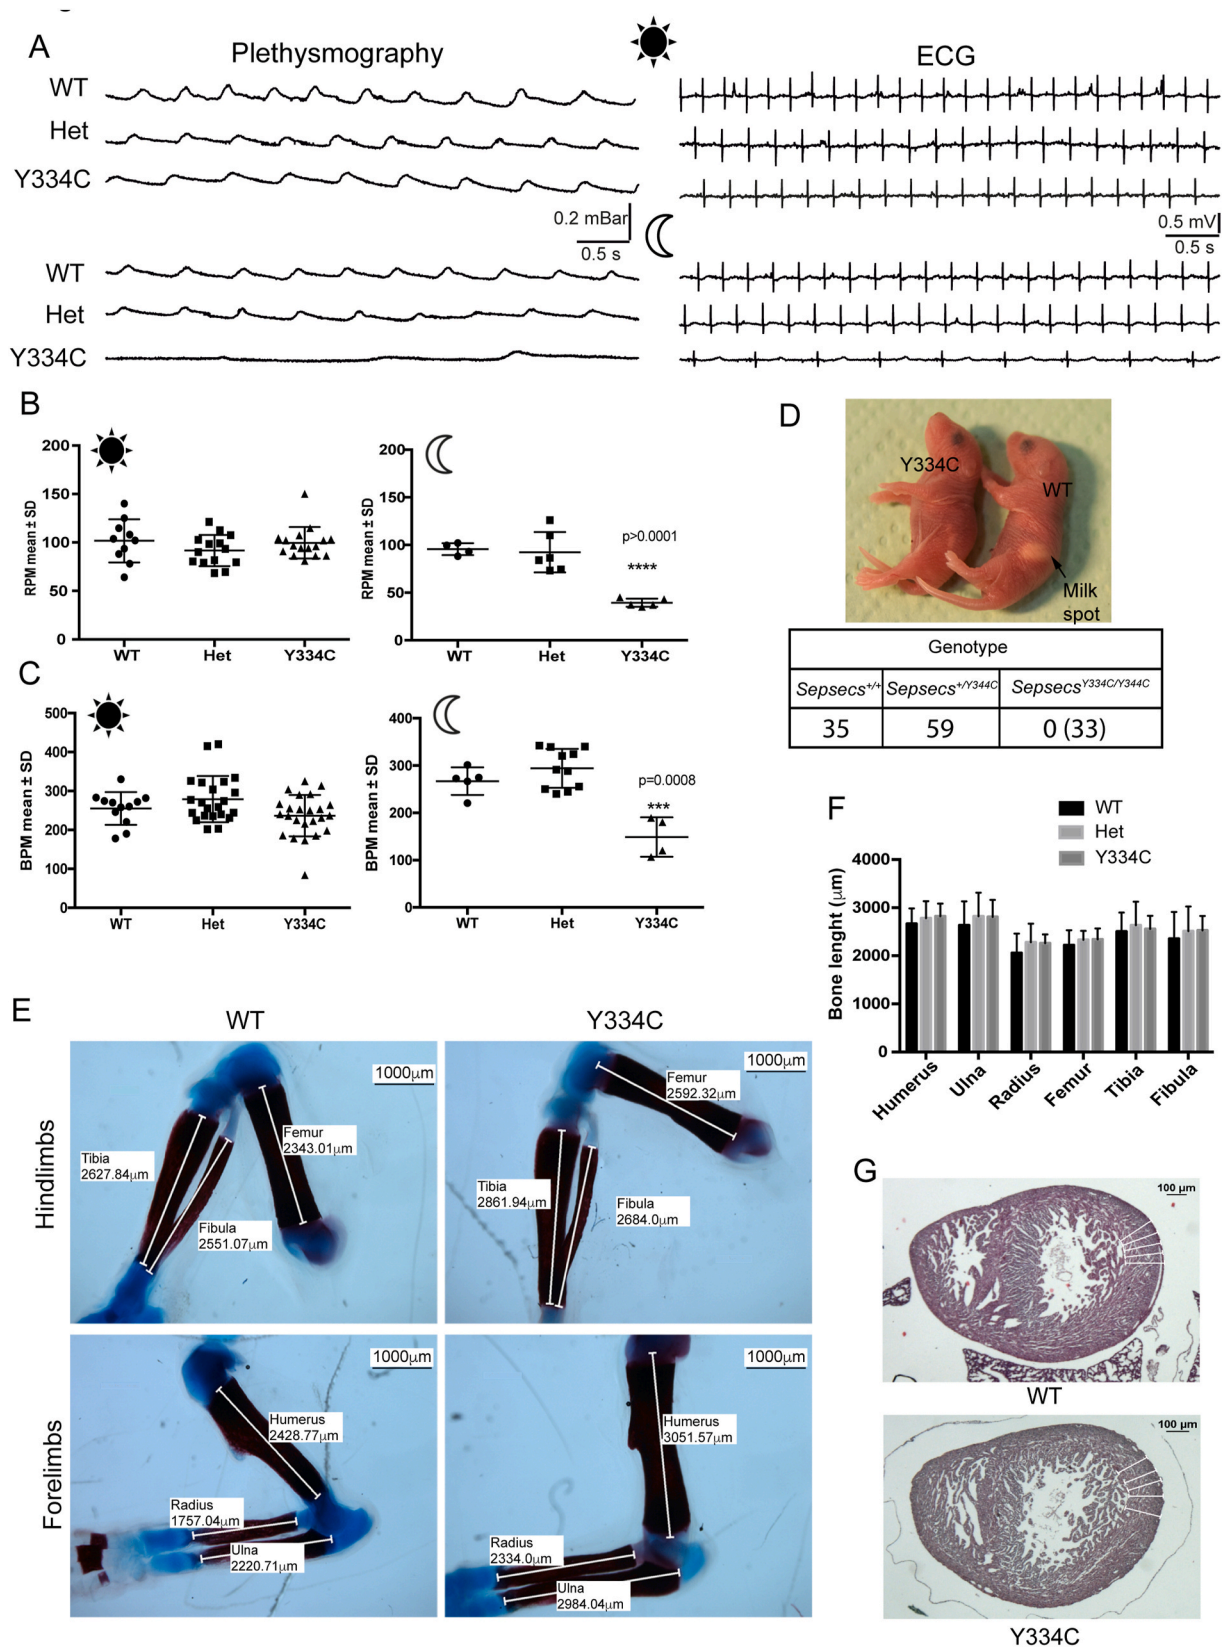 A
Plethysmography
ECG
WT
Het
Y334C
0.2 mBar
0.5 s
0.5 mV
0.5 s
WT
Het
Y334C
B
200
150
100
50
0
RPM mean ± SD
WT
Het
Y334C
200
150
100
50
0
RPM mean ± SD
p>0.0001
****
WT
Het
Y334C
C
500
400
300
200
100
0
BPM mean ± SD
WT
Het
Y334C
400
300
200
100
0
BPM mean ± SD
p=0.0008
***
WT
Het
Y334C
D
Y334C
WT
Milk
spot
Genotype
Sepsecs+/+
Sepsecs+/Y344C
SepsecsY334C/Y344C
35
59
0 (33)
E
WT
Y334C
Hindlimbs
1000μm
Femur
2343.01μm
Tibia
2627.84μm
Fibula
2551.07μm
1000μm
Femur
2592.32μm
Tibia
2861.94μm
Fibula
2684.0μm
Forelimbs
1000μm
Humerus
2428.77μm
Radius
1757.04μm
Ulna
2220.71μm
1000μm
Humerus
3051.57μm
Radius
2334.0μm
Ulna
2984.04μm
F
WT
Het
Y334C
4000
3000
2000
1000
0
Bone lenght (μm)
Humerus
Ulna
Radius
Femur
Tibia
Fibula
G
100 μm
WT
100 μm
Y334C